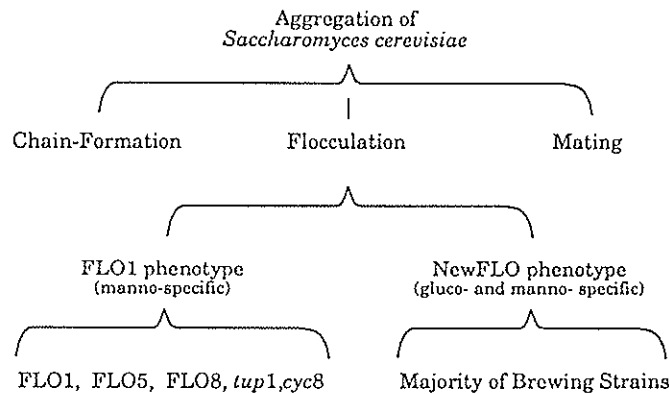 Aggregation of
Saccharomyces cerevisiae
Chain-Formation Flocculation Mating
FLO1 phenotype NewFLO phenotype
(manno-specific) (gluco- and manno- specific)
FLO1, FLO5, FLO8, tup1,cyc8 Majority of Brewing Strains